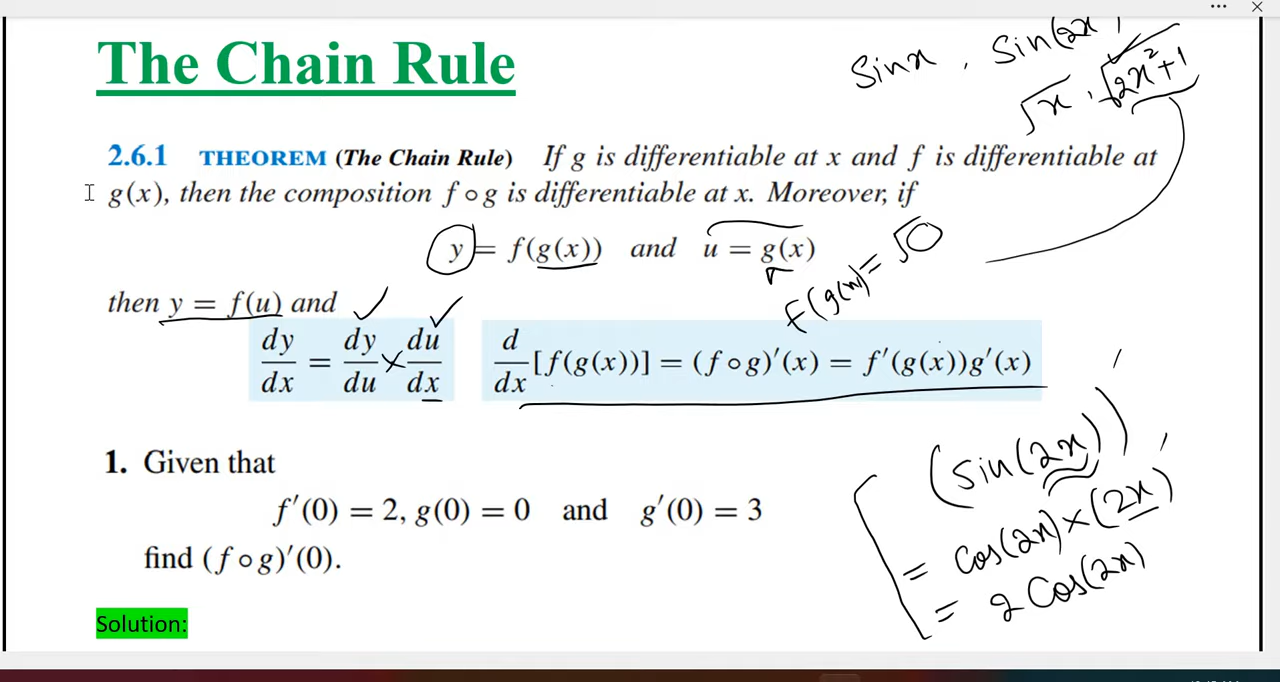 The Chain Rule
Sinx , Sin(2x)
√x , √2x²+1
2.6.1 THEOREM (The Chain Rule) If g is differentiable at x and f is differentiable at
g(x), then the composition f ∘ g is differentiable at x. Moreover, if
y = f(g(x)) and u = g(x)
f(g(x)) = √
then y = f(u) and
dy/dx = dy/du × du/dx
d/dx [f(g(x))] = (f ∘ g)′(x) = f′(g(x))g′(x)
(Sin(2x))′
= Cos(2x) × (2x)′
= 2 Cos(2x)
1. Given that
f′(0) = 2, g(0) = 0 and g′(0) = 3
find (f ∘ g)′(0).
Solution: